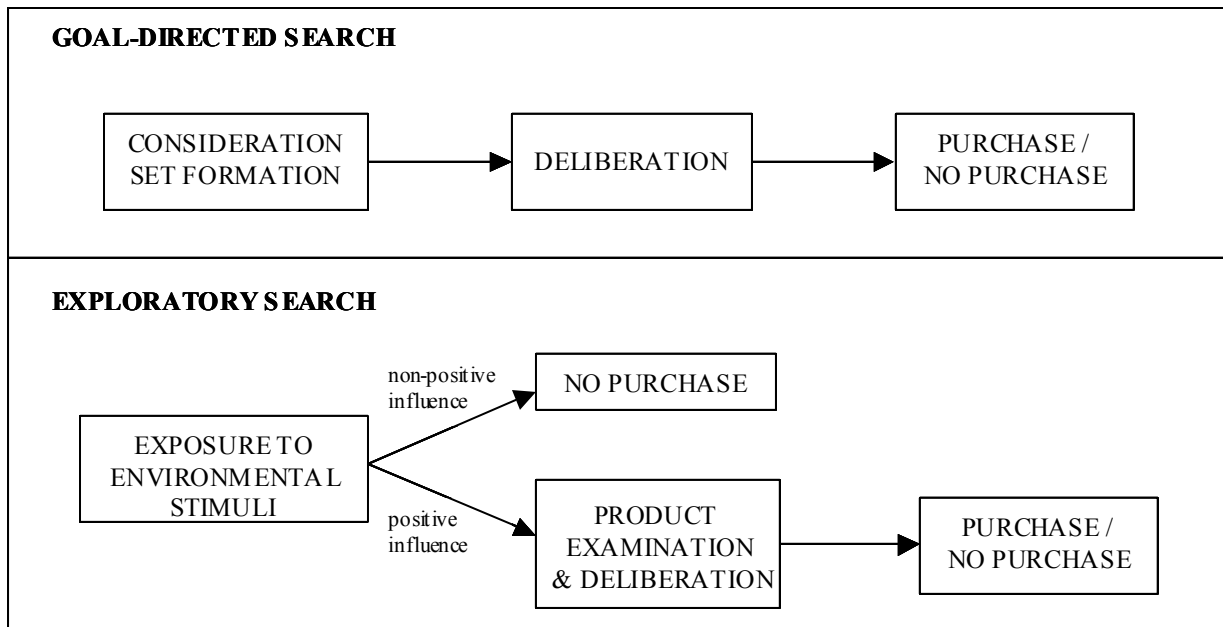 GOAL-DIRECTED SEARCH
CONSIDERATION
SET FORMATION
DELIBERATION
PURCHASE /
NO PURCHASE
EXPLORATORY SEARCH
EXPOSURE TO
ENVIRONMENTAL
STIMULI
non-positive
influence
NO PURCHASE
positive
influence
PRODUCT
EXAMINATION
& DELIBERATION
PURCHASE /
NO PURCHASE